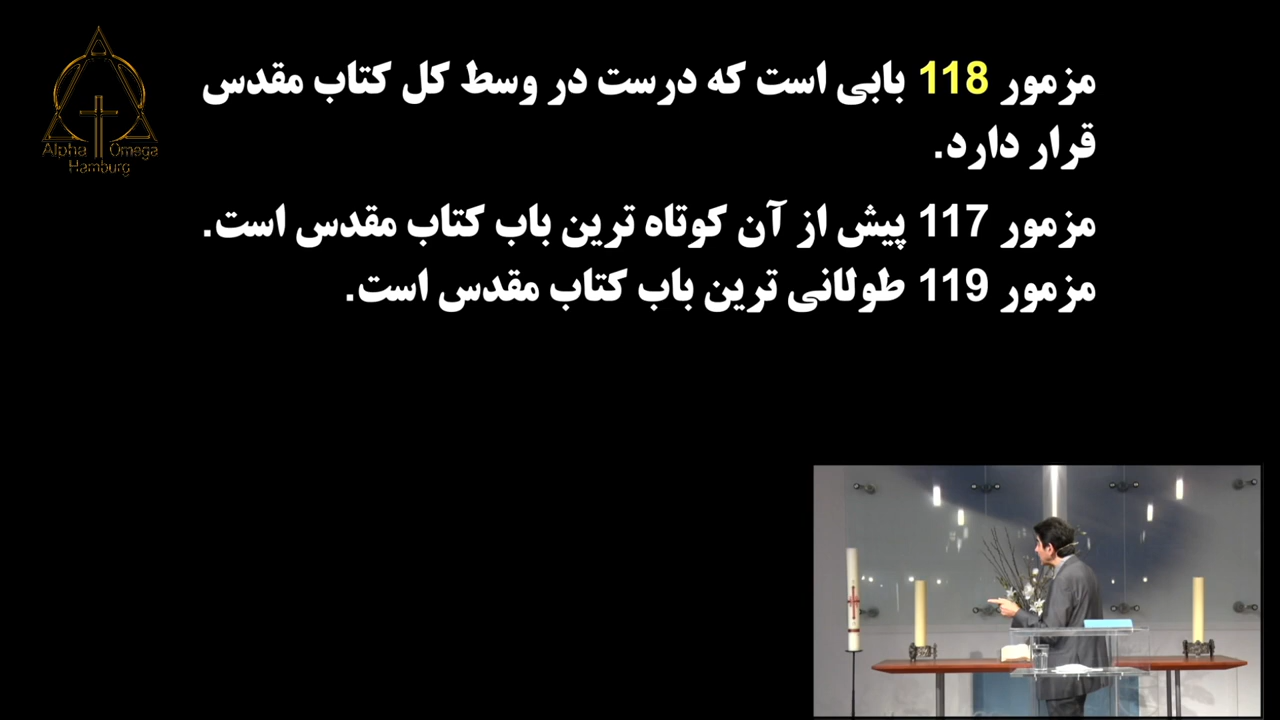 Alpha Omega
Hamburg
مزمور 118 بابی است که درست در وسط کل کتاب مقدس
قرار دارد.
مزمور 117 پیش از آن کوتاه ترین باب کتاب مقدس است.
مزمور 119 طولانی ترین باب کتاب مقدس است.